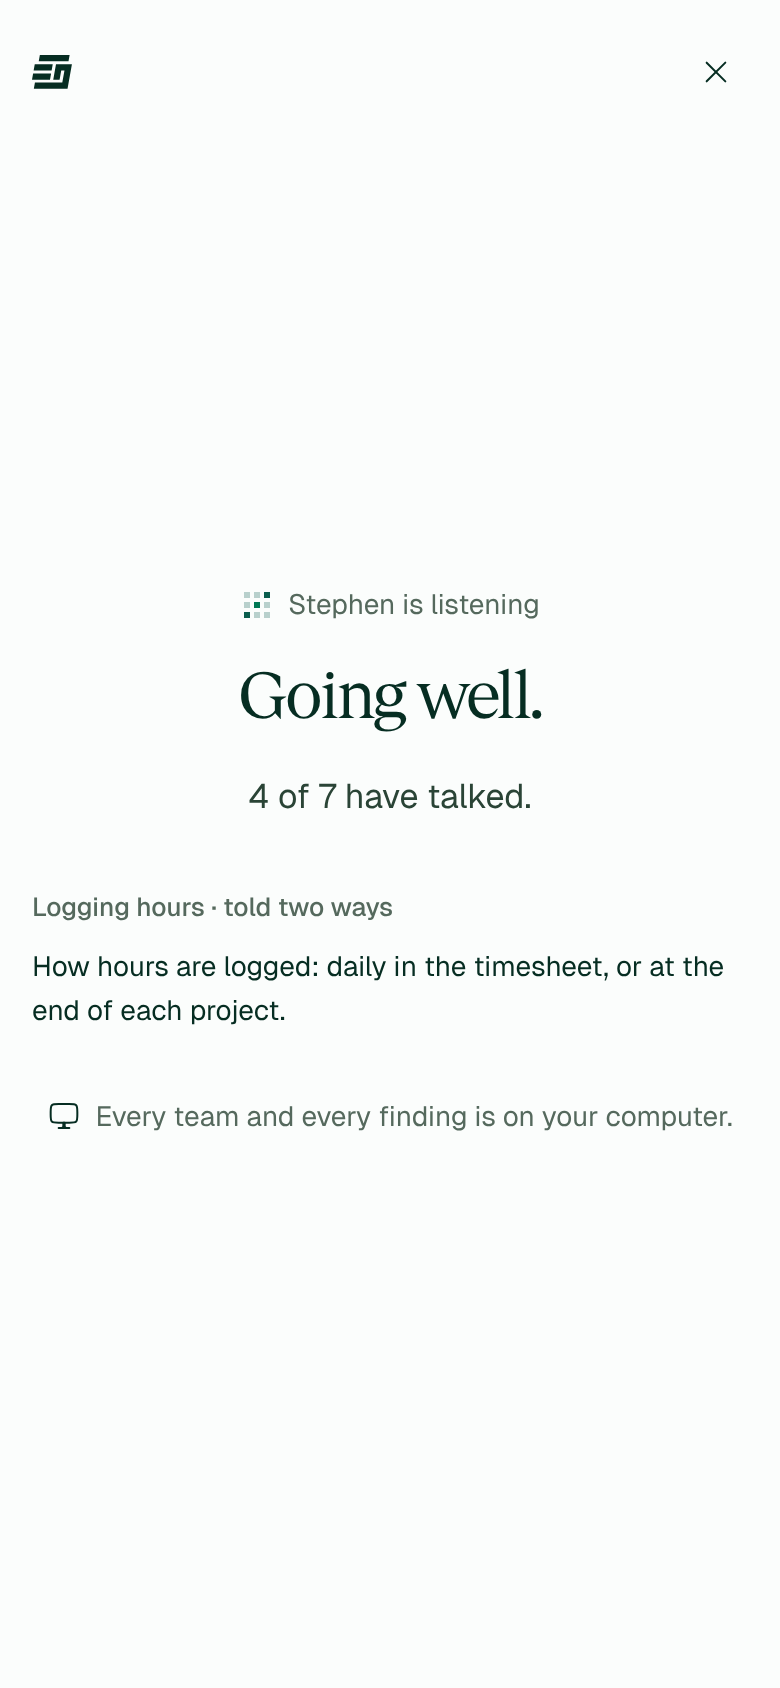 Stephen is listening
Going well.
4 of 7 have talked.
Logging hours · told two ways
How hours are logged: daily in the timesheet, or at the
end of each project.
Every team and every finding is on your computer.